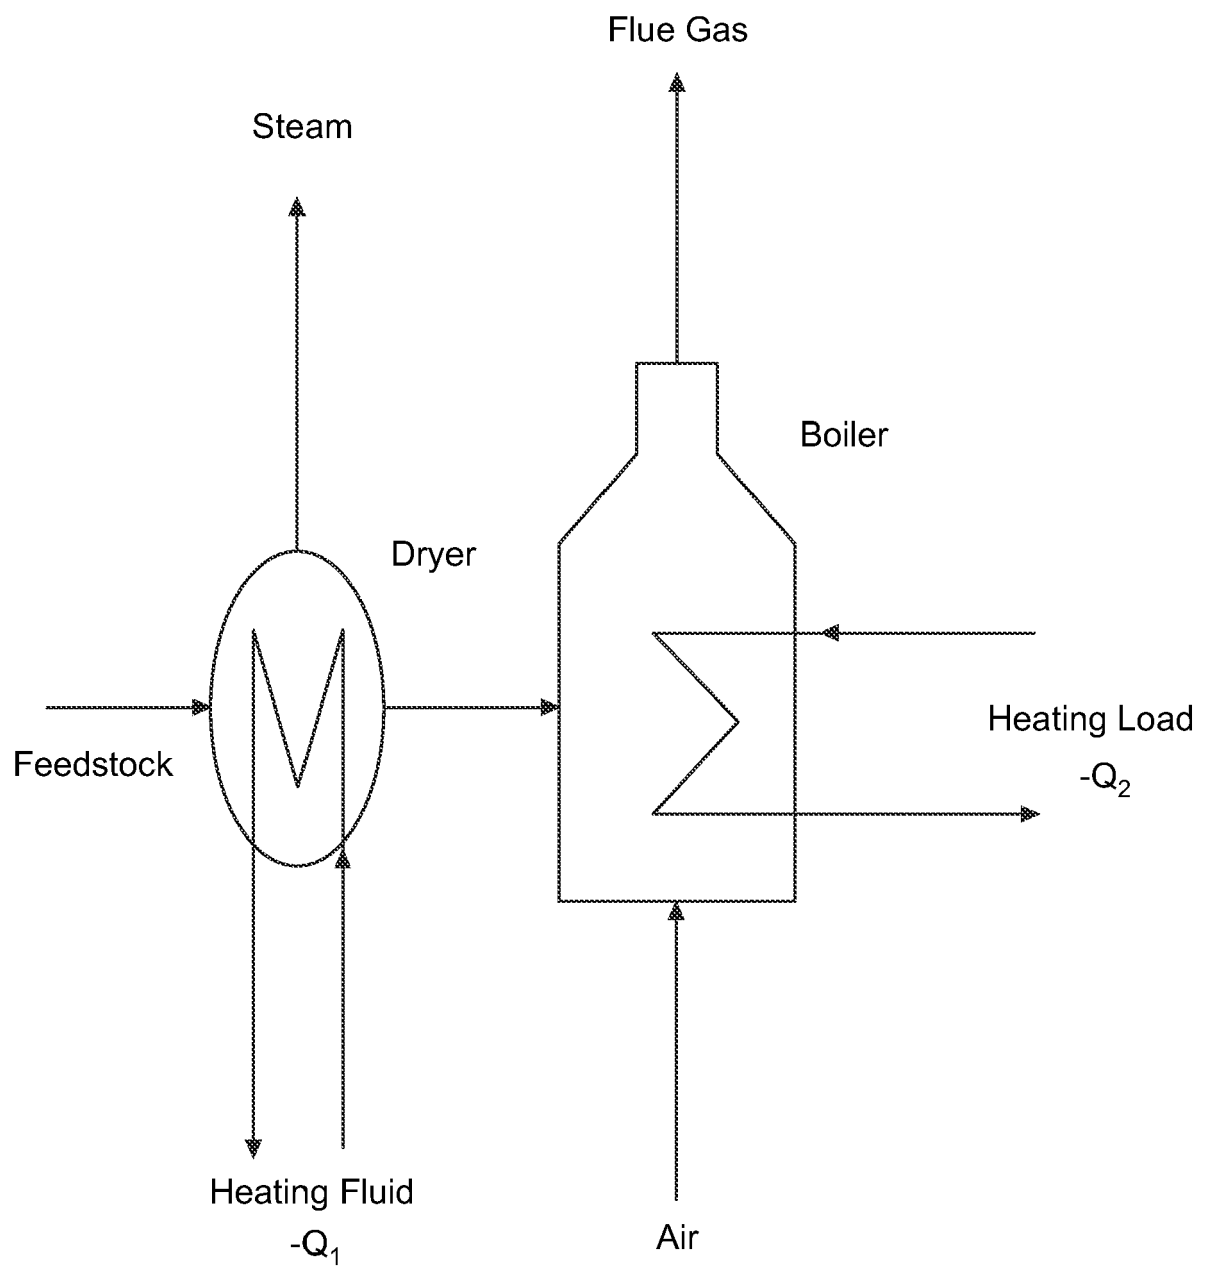 Flue Gas
Steam
Boiler
Dryer
Heating Load
-Q2
Feedstock
Heating Fluid
-Q1
Air